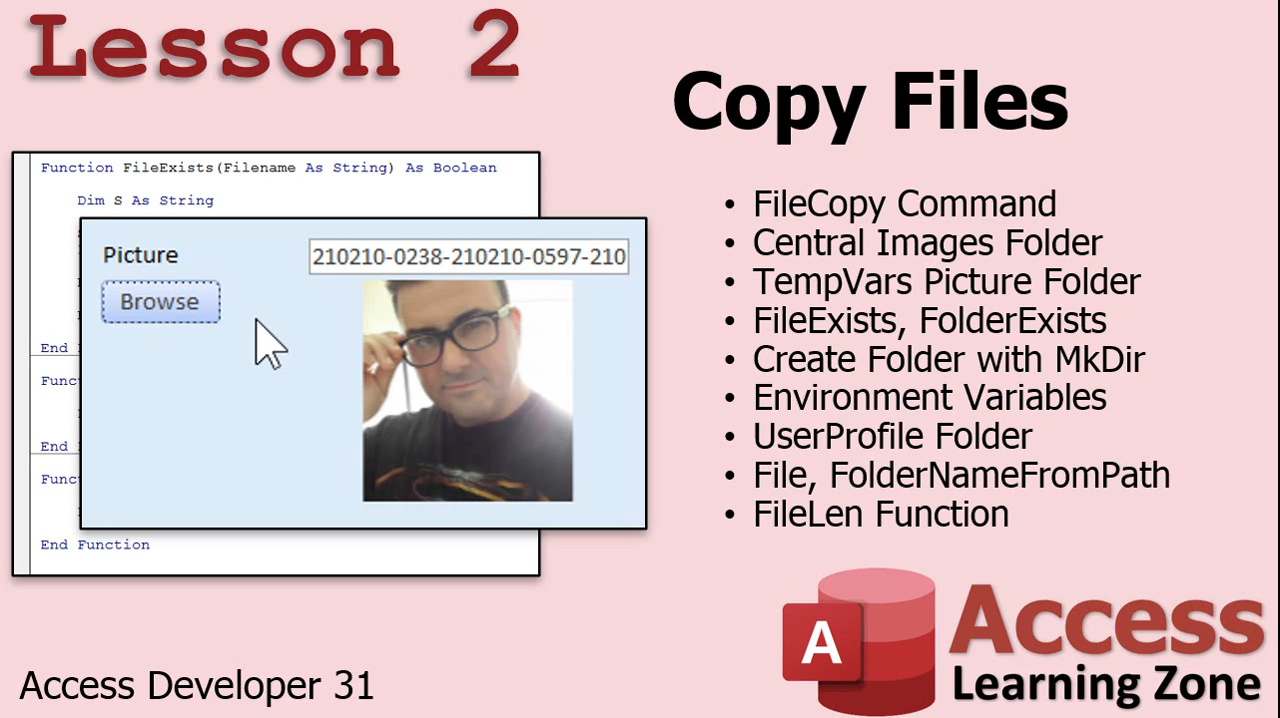 Lesson 2
Copy Files
Function FileExists(Filename As String) As Boolean
Dim S As String
Picture
210210-0238-210210-0597-210
Browse
End
Func
End
Func
End Function
• FileCopy Command
• Central Images Folder
• TempVars Picture Folder
• FileExists, FolderExists
• Create Folder with MkDir
• Environment Variables
• UserProfile Folder
• File, FolderNameFromPath
• FileLen Function
A
Access
Learning Zone
Access Developer 31